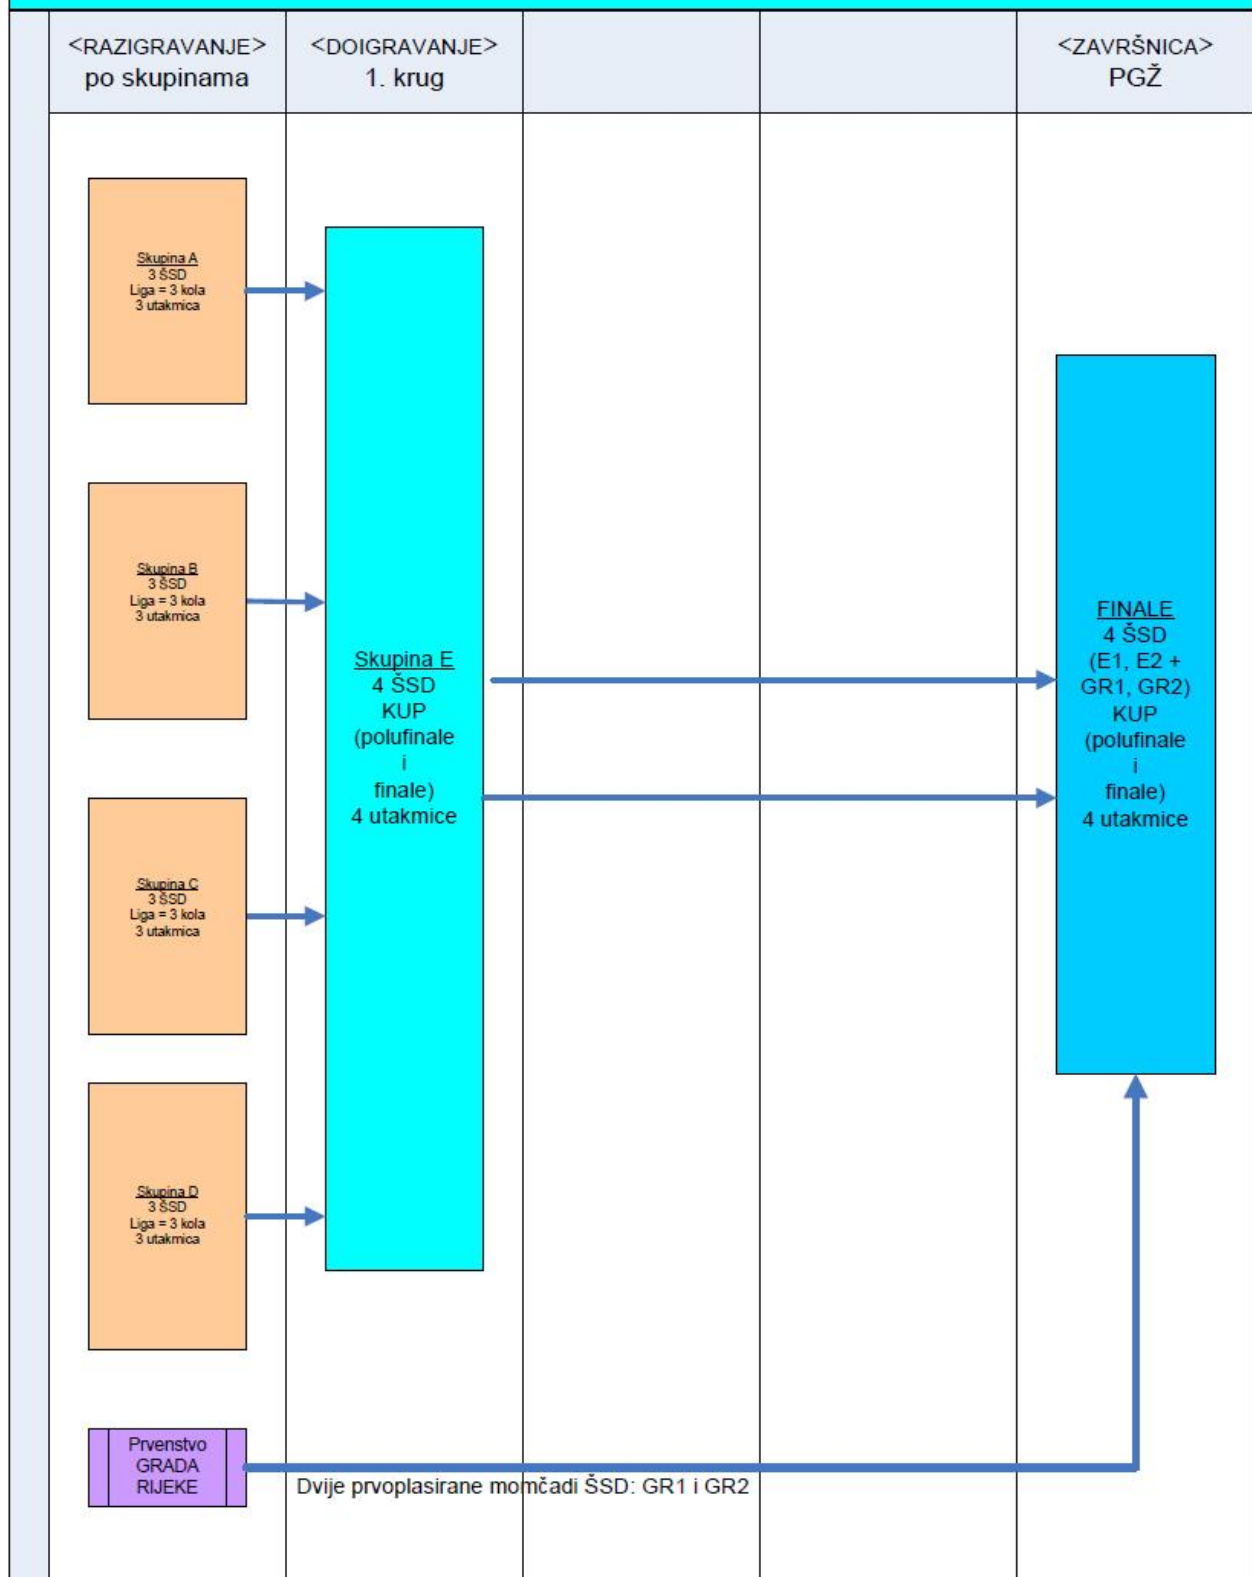 <RAZIGRAVANJE>
po skupinama
<DOIGRAVANJE>
1. krug
<ZAVRŠNICA>
PGŽ
Skupina A
3 ŠSD
Liga = 3 kola
3 utakmica
Skupina B
3 ŠSD
Liga = 3 kola
3 utakmica
Skupina C
3 ŠSD
Liga = 3 kola
3 utakmica
Skupina D
3 ŠSD
Liga = 3 kola
3 utakmica
Skupina E
4 ŠSD
KUP
(polufinale
i
finale)
4 utakmice
FINALE
4 ŠSD
(E1, E2 +
GR1, GR2)
KUP
(polufinale
i
finale)
4 utakmice
Prvenstvo
GRADA
RIJEKE
Dvije prvoplasirane momčadi ŠSD: GR1 i GR2